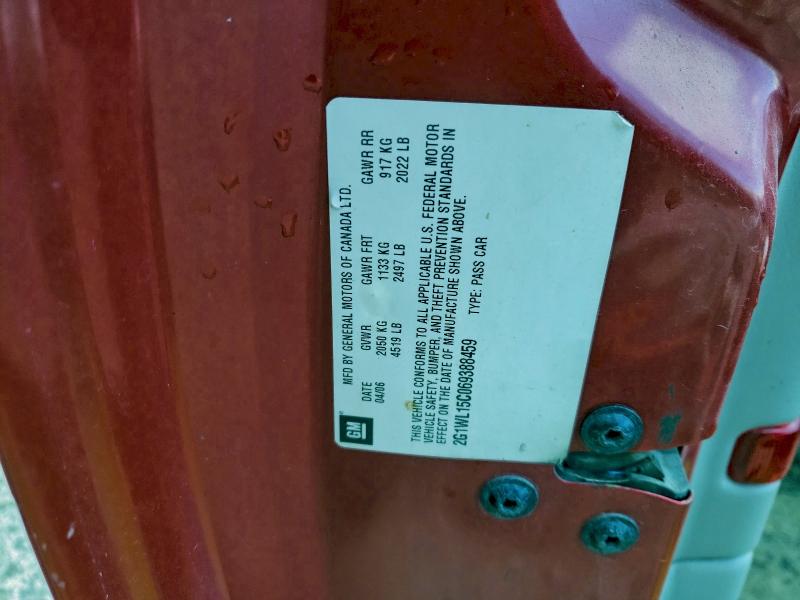 GM
MFD BY GENERAL MOTORS OF CANADA LTD.
DATE GVWR GAWR FRT GAWR RR
04/06 2050 KG 1133 KG 917 KG
4519 LB 2497 LB 2022 LB
THIS VEHICLE CONFORMS TO ALL APPLICABLE U.S. FEDERAL MOTOR
VEHICLE SAFETY, BUMPER, AND THEFT PREVENTION STANDARDS IN
EFFECT ON THE DATE OF MANUFACTURE SHOWN ABOVE.
2G1WL15C069388459 TYPE: PASS CAR